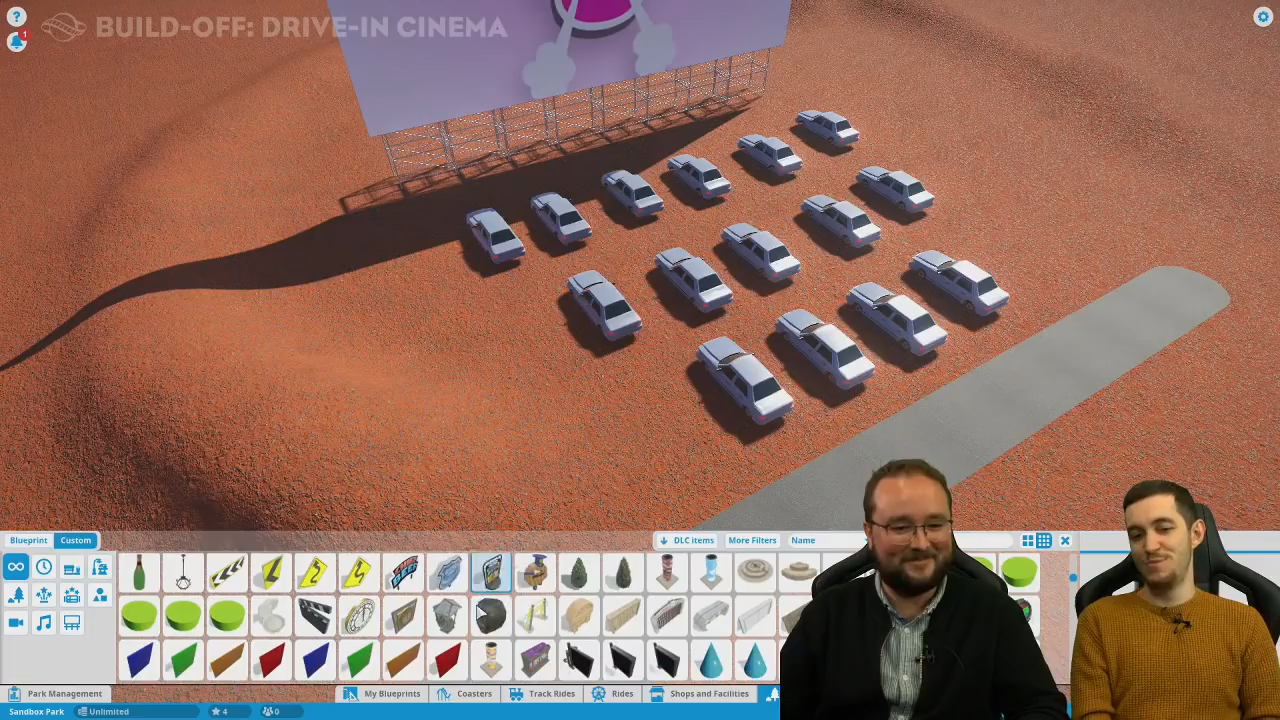 ?
1
BUILD-OFF: DRIVE-IN CINEMA
Blueprint
Custom
DLC items
More Filters
Name
Park Management
My Blueprints
Coasters
Track Rides
Rides
Shops and Facilities
Sandbox Park
Unlimited
4
0